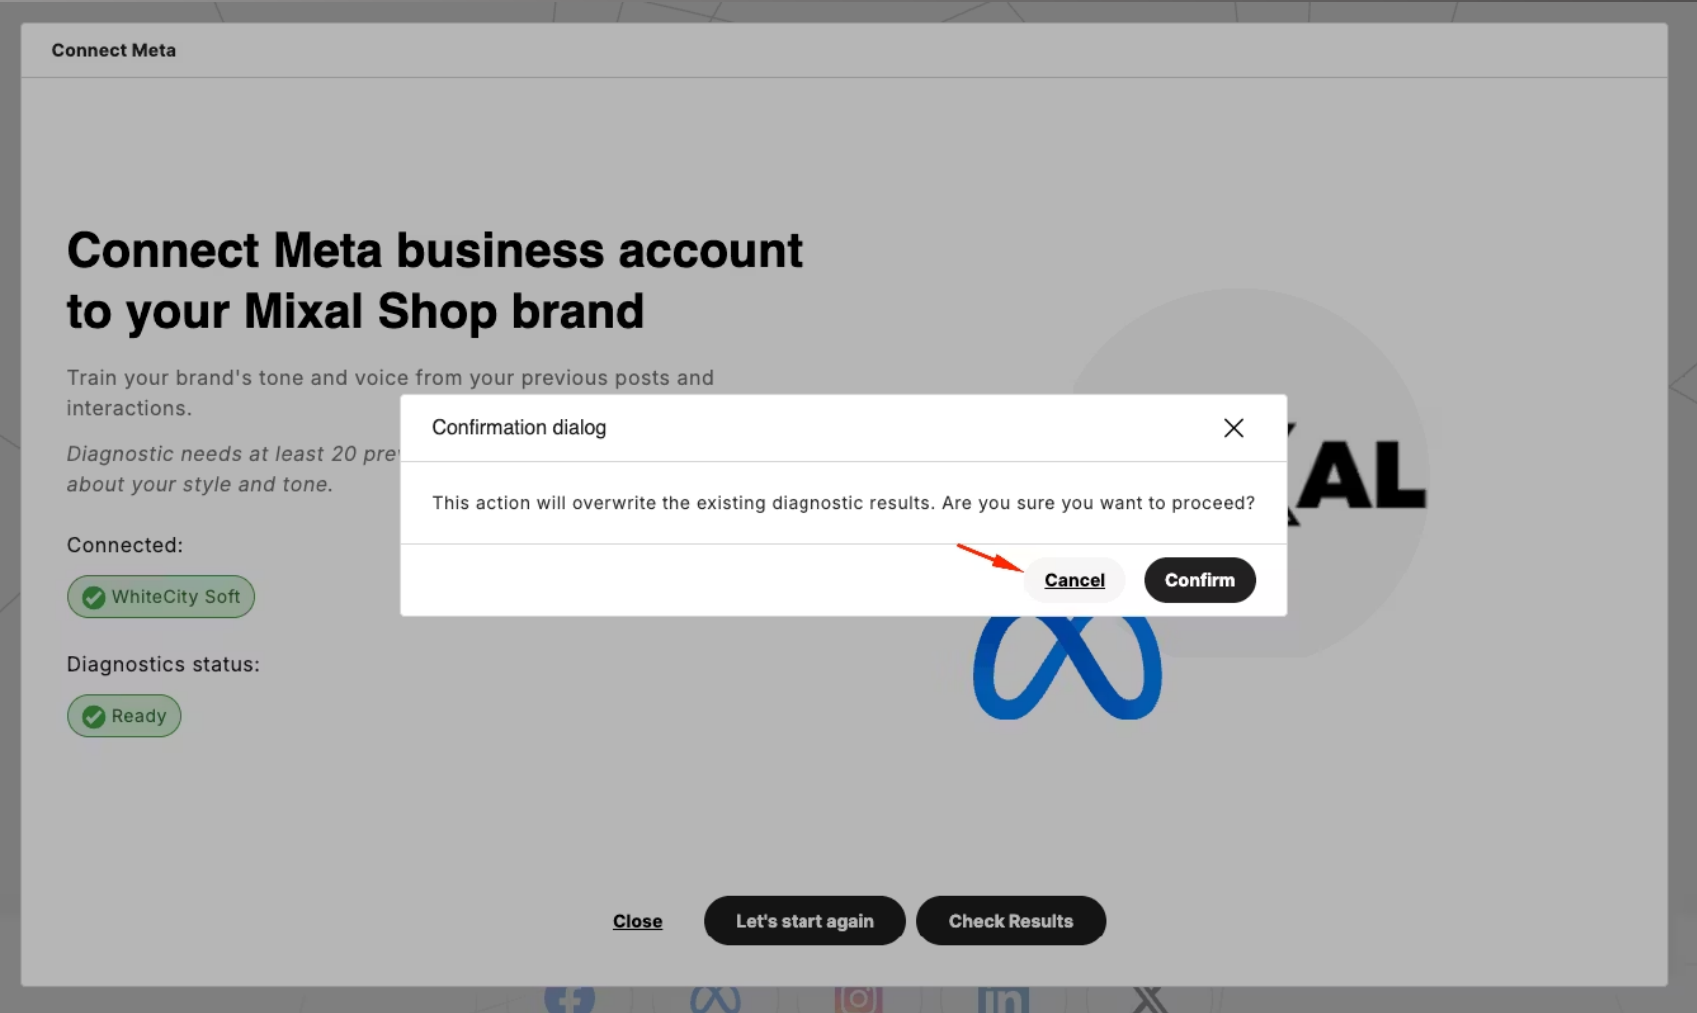 Connect Meta
Connect Meta business account
to your Mixal Shop brand
Train your brand's tone and voice from your previous posts and
interactions.
Diagnostic needs at least 20
about your style and tone.
Connected:
WhiteCity Soft
Diagnostics status:
Ready
Confirmation dialog
This action will overwrite the existing diagnostic results. Are you sure you want to proceed?
Cancel
Confirm
AL
Close
Let's start again
Check Results